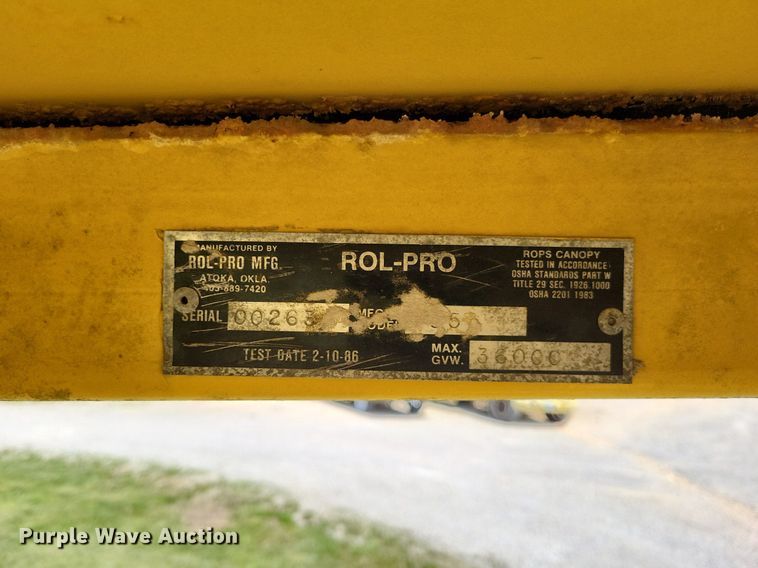 MANUFACTURED BY
ROL-PRO MFG.
ATOKA, OKLA.
ROL-PRO
ROPS CANOPY
TESTED IN ACCORDANCE
OSHA STANDARDS PART W
TITLE 29 SEC. 1926.1000
OSHA 2201 1983
SERIAL 00263
TEST DATE 2-10-86
MAX.
GVW. 36000
Purple Wave Auction